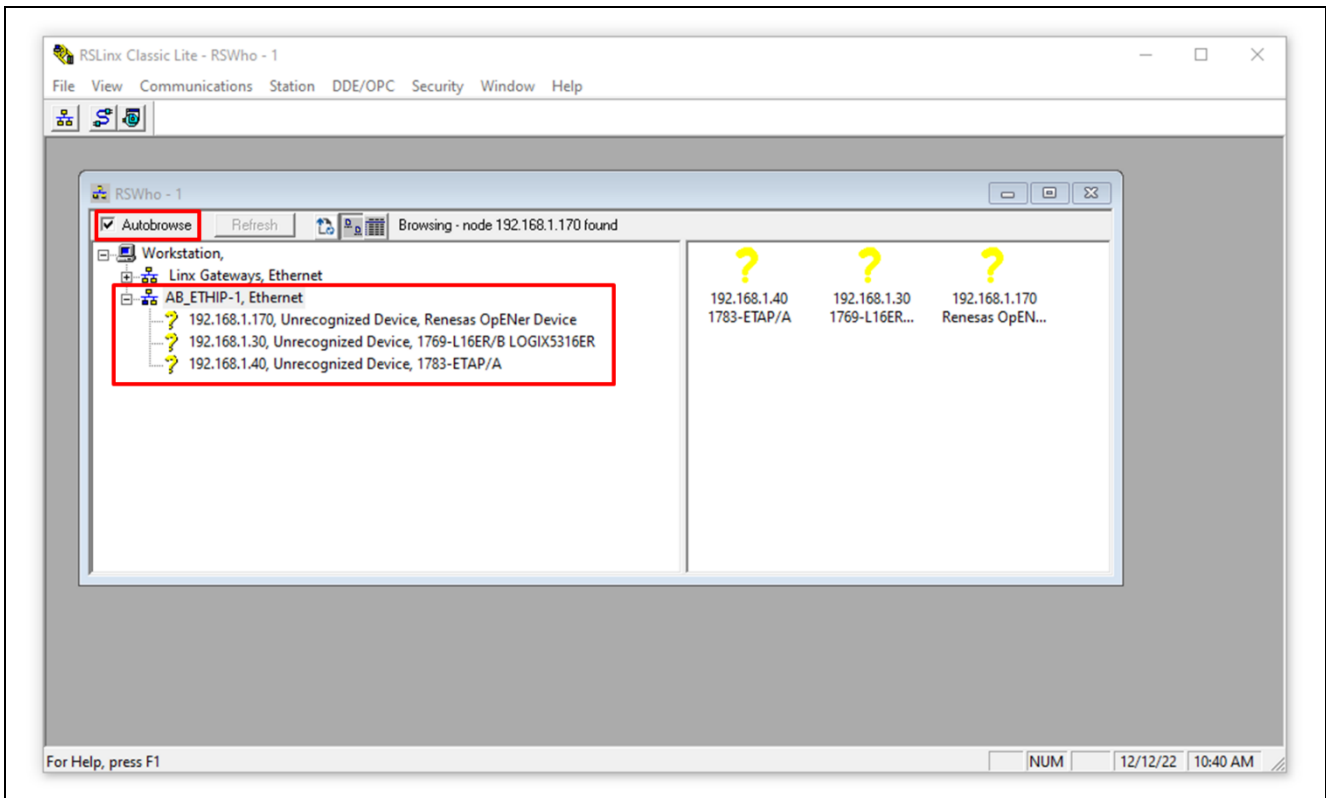 RSLinx Classic Lite - RSWho - 1
File View Communications Station DDE/OPC Security Window Help
RSWho - 1
Autobrowse Refresh Browsing - node 192.168.1.170 found
Workstation,
Linx Gateways, Ethernet
AB_ETHIP-1, Ethernet
192.168.1.170, Unrecognized Device, Renesas OpENer Device
192.168.1.30, Unrecognized Device, 1769-L16ER/B LOGIX5316ER
192.168.1.40, Unrecognized Device, 1783-ETAP/A
192.168.1.40 192.168.1.30 192.168.1.170
1783-ETAP/A 1769-L16ER... Renesas OpEN...
For Help, press F1 NUM 12/12/22 10:40 AM